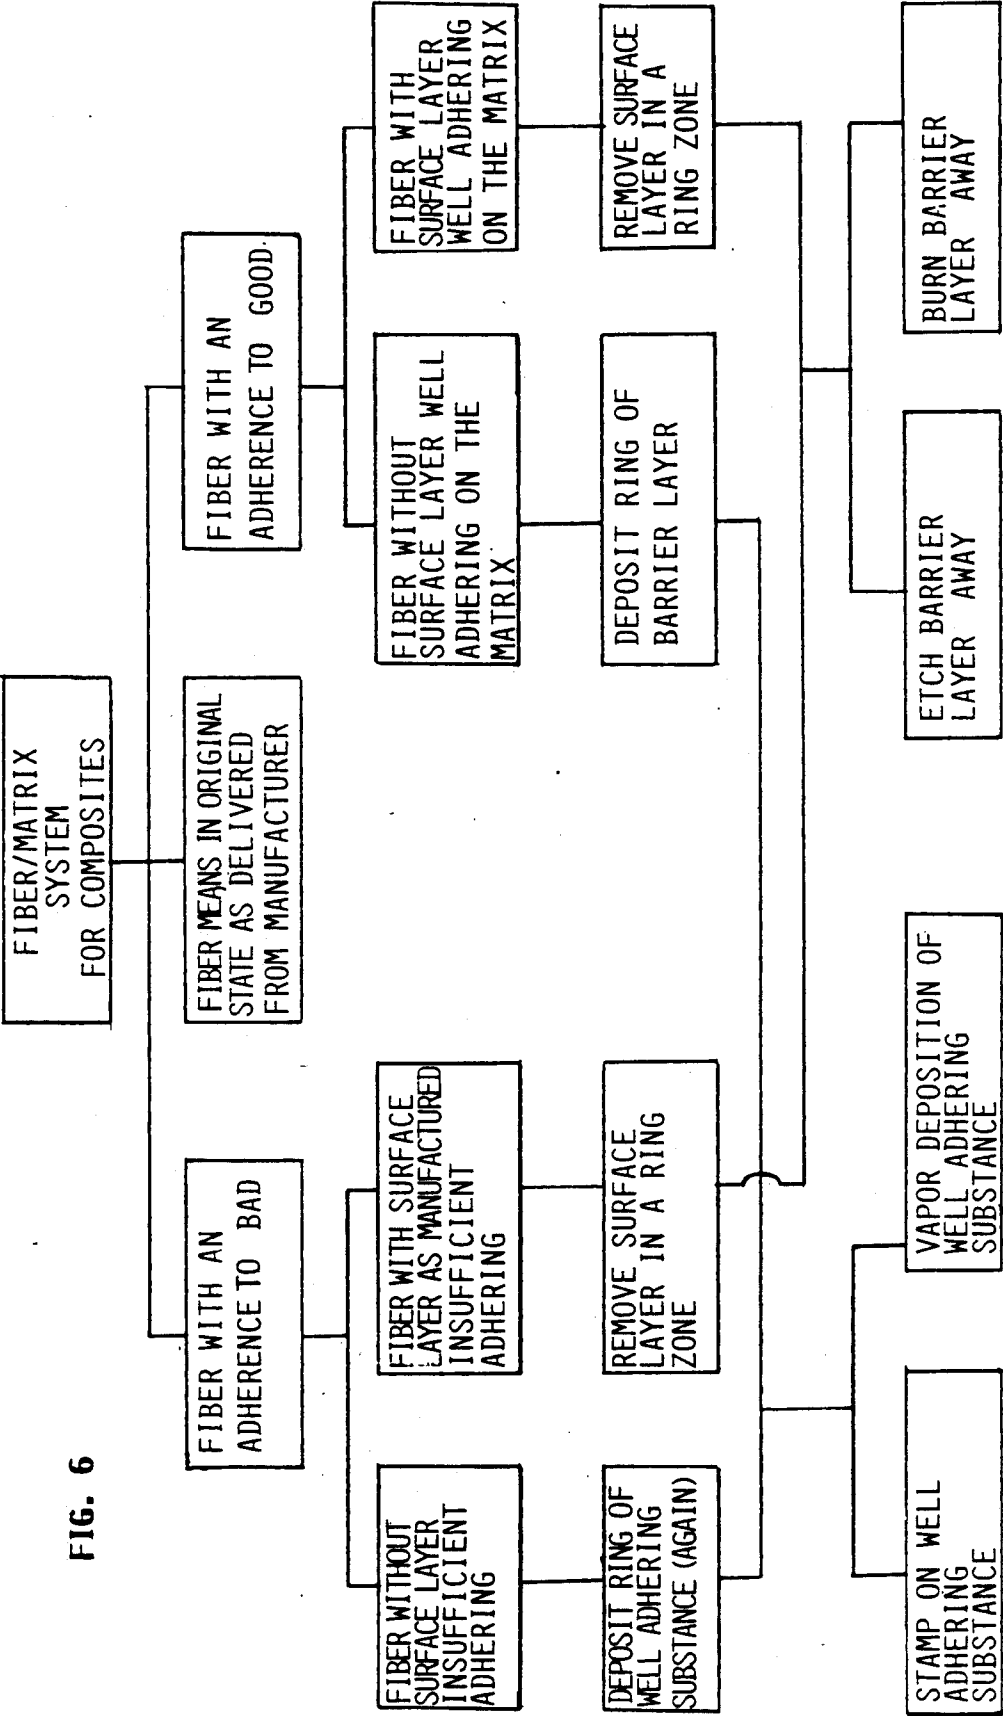 FIG. 6
FIBER/MATRIX
SYSTEM
FOR COMPOSITES
FIBER WITH AN
ADHERENCE TO BAD
FIBER MEANS IN ORIGINAL
STATE AS DELIVERED
FROM MANUFACTURER
FIBER WITH AN
ADHERENCE TO GOOD
FIBER WITHOUT
SURFACE LAYER
INSUFFICIENT
ADHERING
FIBER WITH SURFACE
LAYER AS MANUFACTURED
INSUFFICIENT
ADHERING
FIBER WITHOUT
SURFACE LAYER WELL
ADHERING ON THE
MATRIX
FIBER WITH
SURFACE LAYER
WELL ADHERING
ON THE MATRIX
DEPOSIT RING OF
WELL ADHERING
SUBSTANCE (AGAIN)
REMOVE SURFACE
LAYER IN A RING
ZONE
DEPOSIT RING OF
BARRIER LAYER
REMOVE SURFACE
LAYER IN A
RING ZONE
STAMP ON WELL
ADHERING
SUBSTANCE
VAPOR DEPOSITION OF
WELL ADHERING
SUBSTANCE
ETCH BARRIER
LAYER AWAY
BURN BARRIER
LAYER AWAY